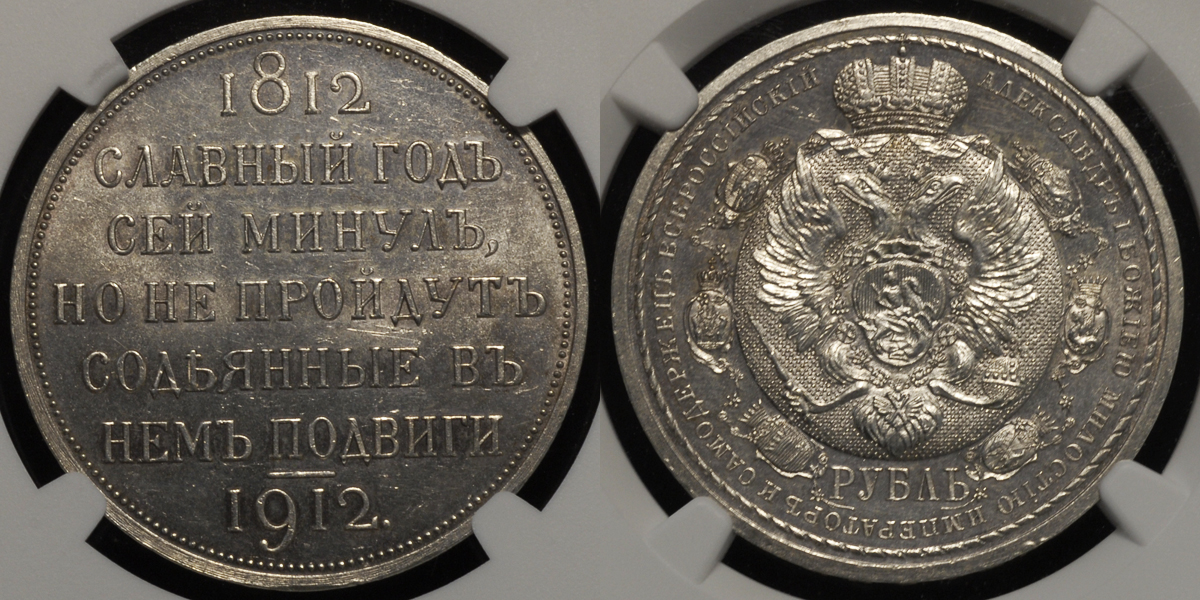 1812
СЛАВНЫЙ ГОДЪ
СЕЙ МИНУЛЪ,
НО НЕ ПРОЙДУТЪ
СОДѢЯННЫЕ ВЪ
НЕМЪ ПОДВИГИ
1912.
АЛЕКСАНДРЪ I БОЖІЕЮ МИЛОСТІЮ ИМПЕРАТОРЪ И САМОДЕРЖЕЦЪ ВСЕРОССІЙСКІЙ
*РУБЛЬ*